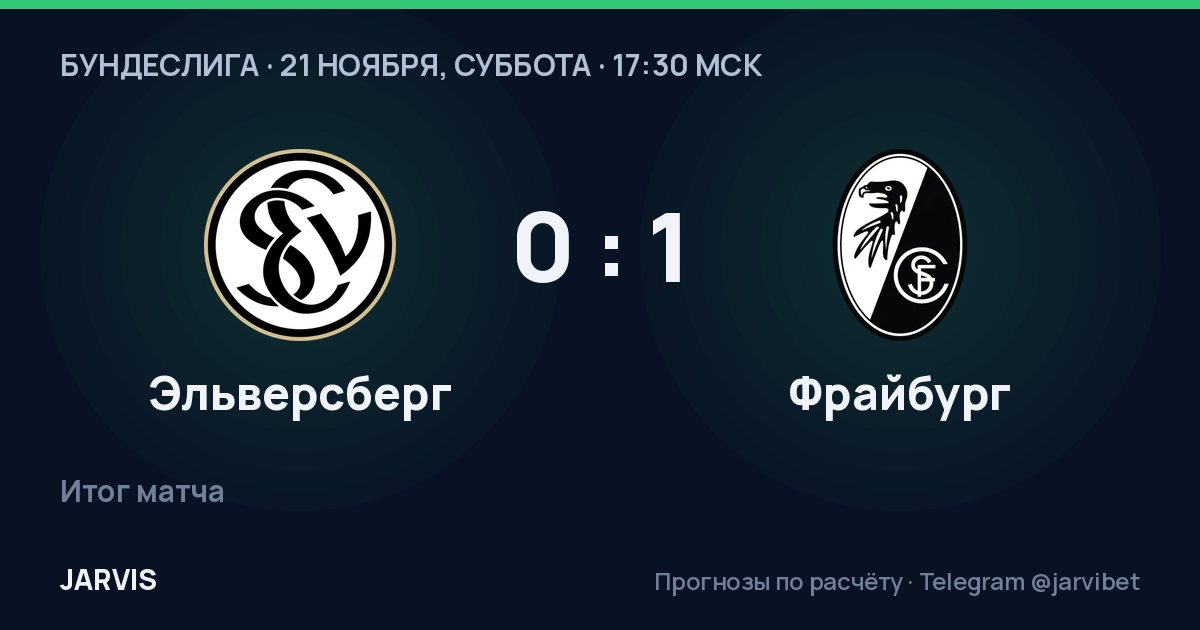 БУНДЕСЛИГА · 21 НОЯБРЯ, СУББОТА · 17:30 МСК
0 : 1
Эльверсберг
Фрайбург
Итог матча
JARVIS
Прогнозы по расчёту · Telegram @jarvibet